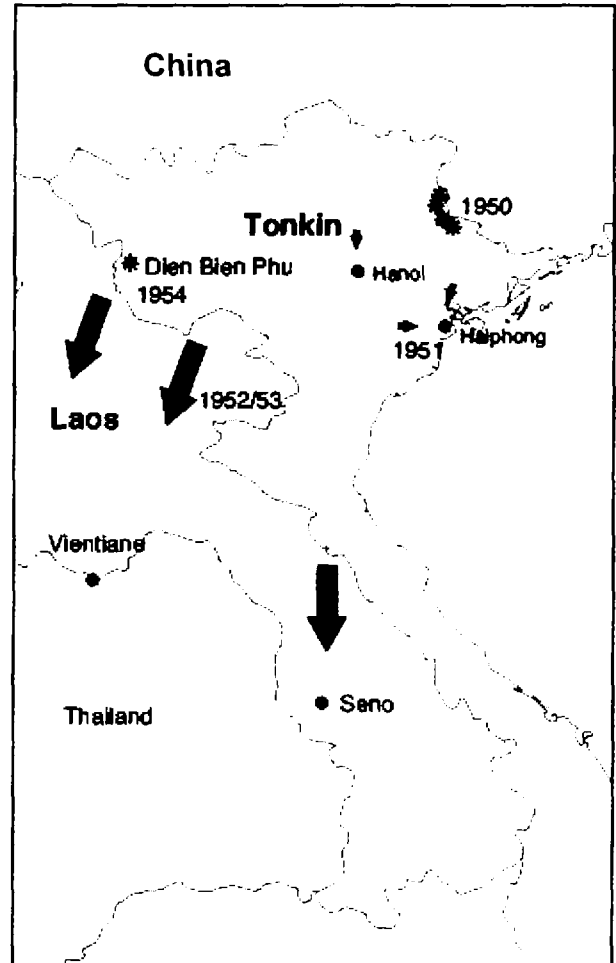 China
1950
Tonkin
Dien Bien Phu
1954
Hanoi
Haiphong
1951
1952/53
Laos
Vientiane
Thailand
Seno